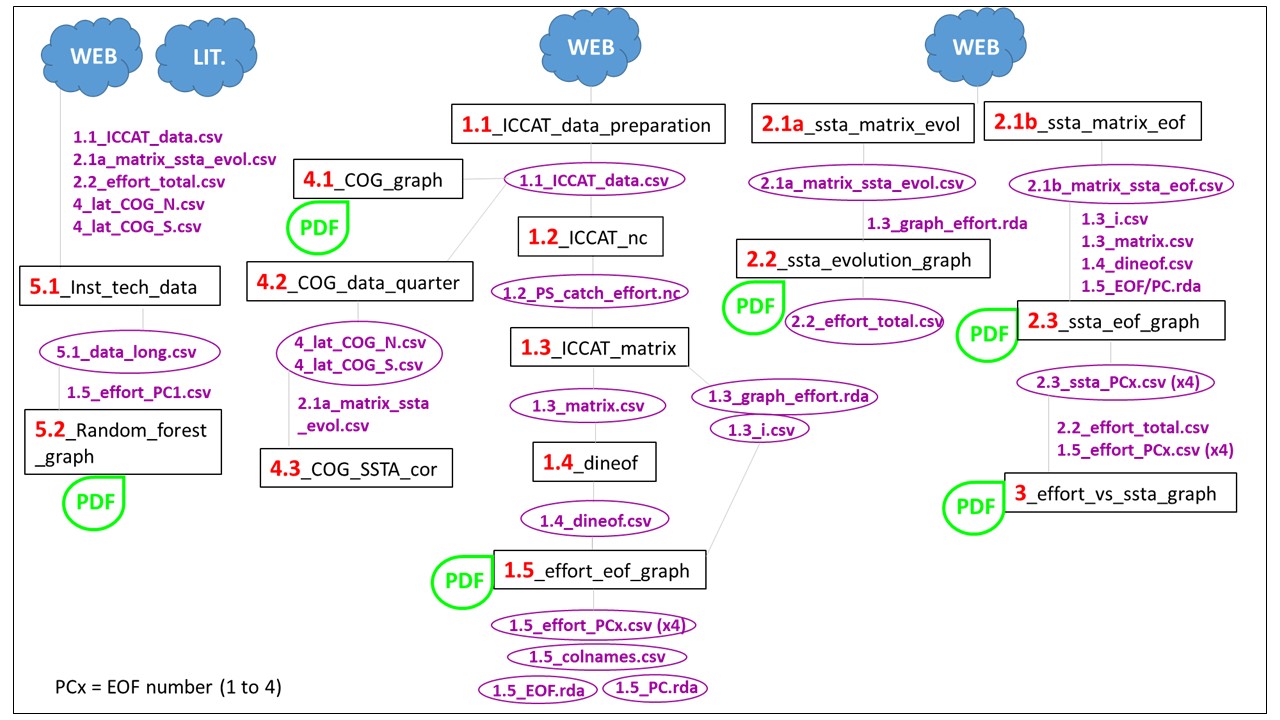 WEB
LIT.
WEB
WEB
1.1_ICCAT_data.csv
2.1a_matrix_ssta_evol.csv
2.2_effort_total.csv
4_lat_COG_N.csv
4_lat_COG_S.csv
5.1_Inst_tech_data
5.1_data_long.csv
1.5_effort_PC1.csv
5.2_Random_forest
_graph
PDF
4.1_COG_graph
PDF
4.2_COG_data_quarter
4_lat_COG_N.csv
4_lat_COG_S.csv
2.1a_matrix_ssta
_evol.csv
4.3_COG_SSTA_cor
1.1_ICCAT_data_preparation
1.1_ICCAT_data.csv
1.2_ICCAT_nc
1.2_PS_catch_effort.nc
1.3_ICCAT_matrix
1.3_matrix.csv
1.3_graph_effort.rda
1.3_i.csv
1.4_dineof
1.4_dineof.csv
1.5_effort_eof_graph
PDF
1.5_effort_PCx.csv (x4)
1.5_colnames.csv
1.5_EOF.rda
1.5_PC.rda
2.1a_ssta_matrix_evol
2.1a_matrix_ssta_evol.csv
1.3_graph_effort.rda
2.2_ssta_evolution_graph
PDF
2.2_effort_total.csv
2.1b_ssta_matrix_eof
2.1b_matrix_ssta_eof.csv
1.3_i.csv
1.3_matrix.csv
1.4_dineof.csv
1.5_EOF/PC.rda
2.3_ssta_eof_graph
PDF
2.3_ssta_PCx.csv (x4)
2.2_effort_total.csv
1.5_effort_PCx.csv (x4)
3_effort_vs_ssta_graph
PDF
PCx = EOF number (1 to 4)